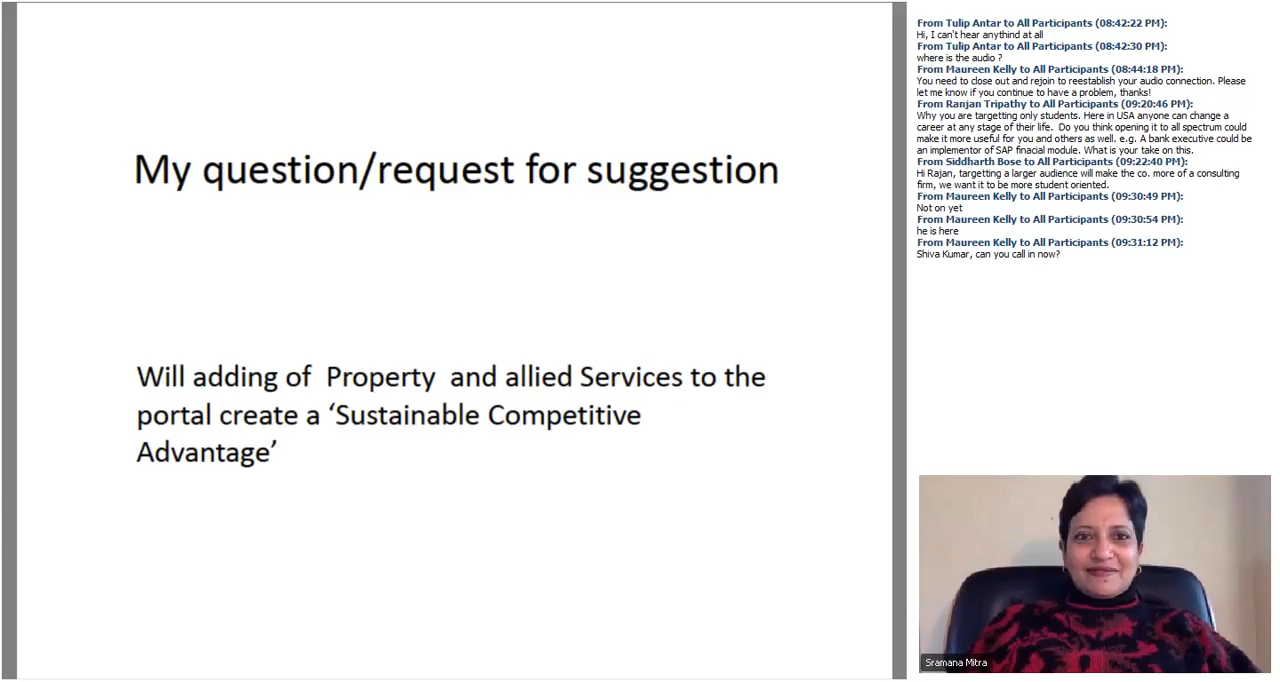 My question/request for suggestion
Will adding of Property and allied Services to the
portal create a ‘Sustainable Competitive
Advantage’
From Tulip Antar to All Participants (08:42:22 PM):
Hi, I can't hear anythind at all
From Tulip Antar to All Participants (08:42:30 PM):
where is the audio ?
From Maureen Kelly to All Participants (08:44:18 PM):
You need to close out and rejoin to reestablish your audio connection. Please
let me know if you continue to have a problem, thanks!
From Ranjan Tripathy to All Participants (09:20:46 PM):
Why you are targetting only students. Here in USA anyone can change a
career at any stage of their life. Do you think opening it to all spectrum could
make it more useful for you and others as well. e.g. A bank executive could be
an implementor of SAP finacial module. What is your take on this.
From Siddharth Bose to All Participants (09:22:40 PM):
Hi Rajan, targeting a larger audience will make the co. more of a consulting
firm, we want it to be more student oriented.
From Maureen Kelly to All Participants (09:30:49 PM):
Not on yet
From Maureen Kelly to All Participants (09:30:54 PM):
he is here
From Maureen Kelly to All Participants (09:31:12 PM):
Shiva Kumar, can you call in now?
Sramana Mitra